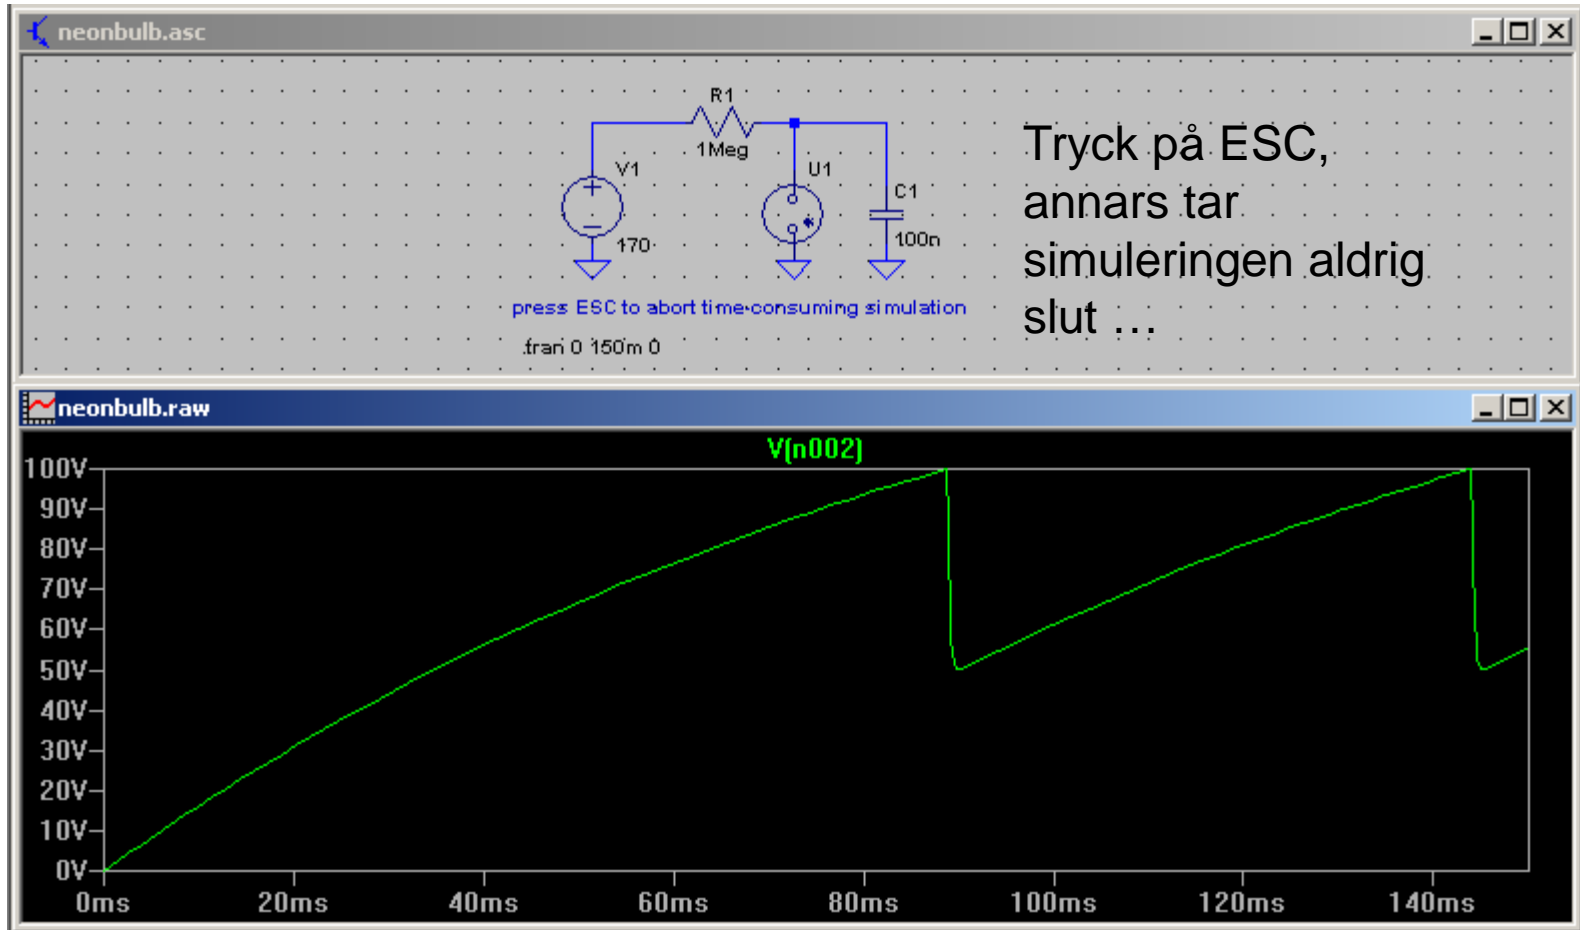 neonbulb.asc
R1
1Meg
V1
170
U1
C1
100n
press ESC to abort time-consuming simulation
.tran 0 150m 0
Tryck på ESC,
annars tar
simuleringen aldrig
slut …
neonbulb.raw
V(n002)
100V
90V
80V
70V
60V
50V
40V
30V
20V
10V
0V
0ms 20ms 40ms 60ms 80ms 100ms 120ms 140ms